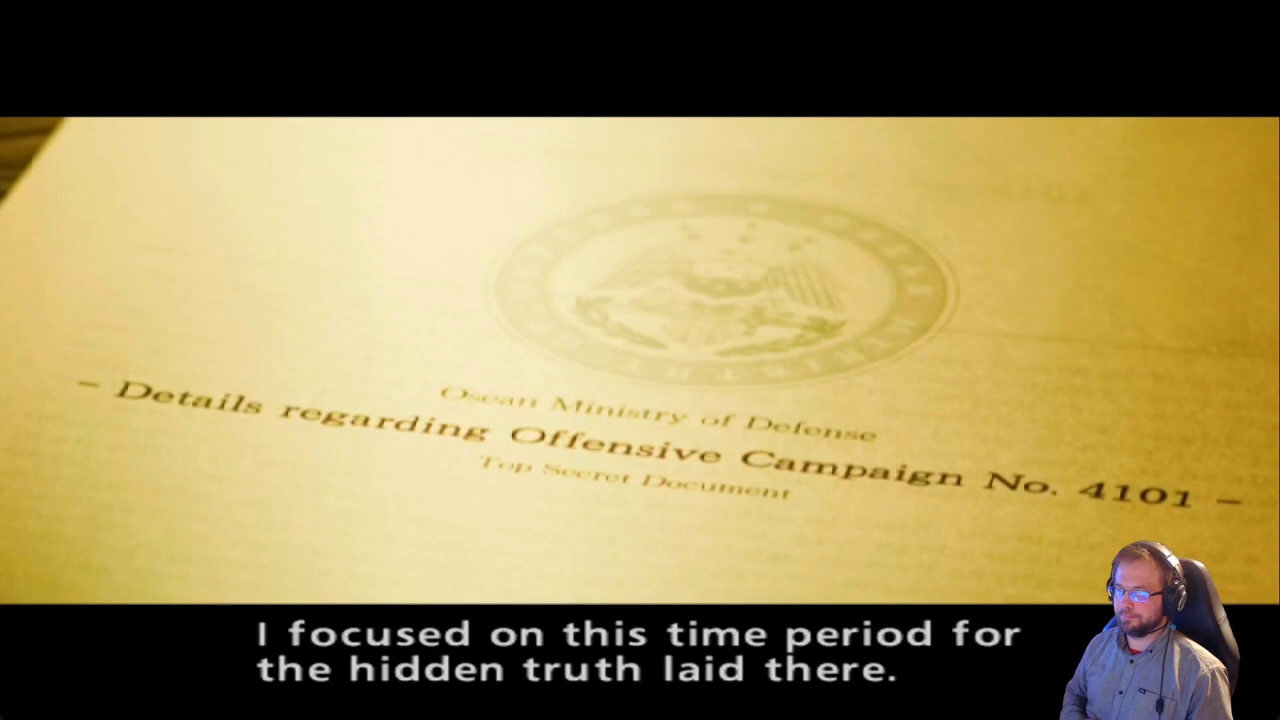 Osean Ministry of Defense
- Details regarding Offensive Campaign No. 4101 -
Top Secret Document
I focused on this time period for
the hidden truth laid there.